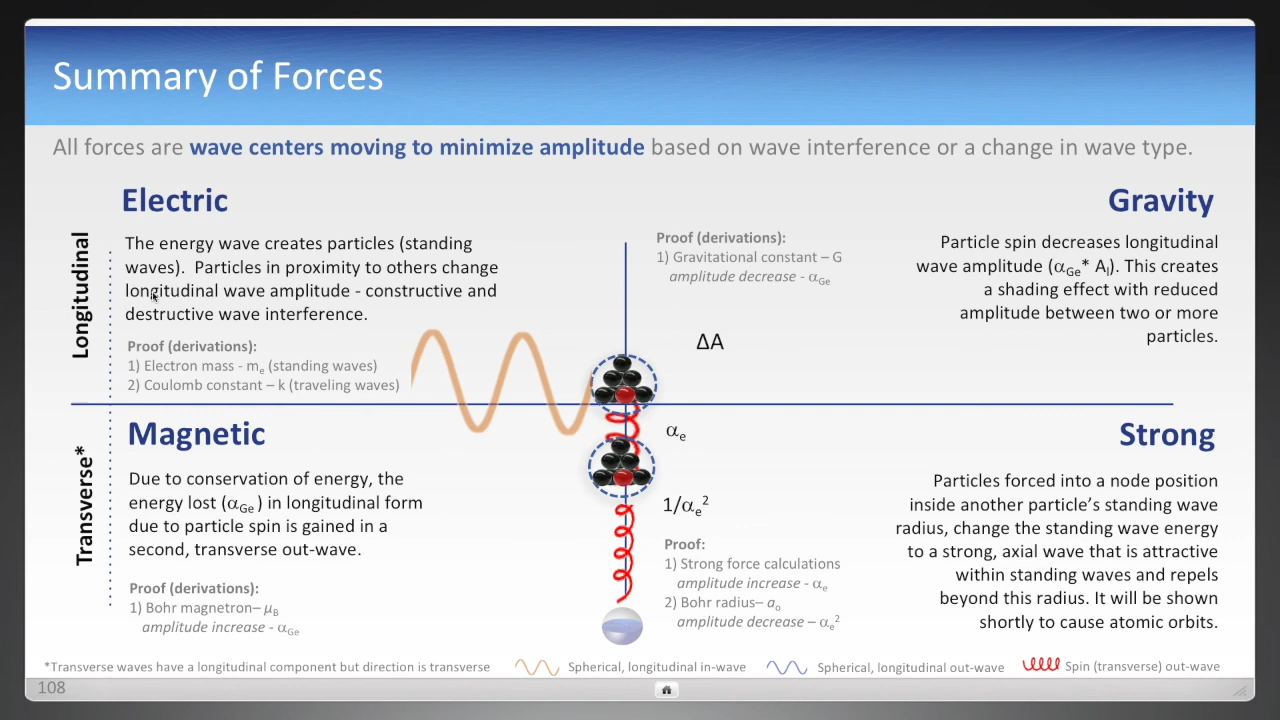 Summary of Forces
All forces are wave centers moving to minimize amplitude based on wave interference or a change in wave type.
Electric
Longitudinal
The energy wave creates particles (standing
waves).  Particles in proximity to others change
longitudinal wave amplitude - constructive and
destructive wave interference.
Proof (derivations):
1) Electron mass - mₑ (standing waves)
2) Coulomb constant – k (traveling waves)
Gravity
Proof (derivations):
1) Gravitational constant – G
amplitude decrease - α_Ge
Particle spin decreases longitudinal
wave amplitude (α_Ge* A_l). This creates
a shading effect with reduced
amplitude between two or more
particles.
ΔA
Magnetic
Transverse*
Due to conservation of energy, the
energy lost (α_Ge) in longitudinal form
due to particle spin is gained in a
second, transverse out-wave.
Proof (derivations):
1) Bohr magnetron– μ_B
amplitude increase - α_Ge
Strong
αₑ
1/αₑ²
Proof:
1) Strong force calculations
amplitude increase - αₑ
2) Bohr radius– aₒ
amplitude decrease – αₑ²
Particles forced into a node position
inside another particle’s standing wave
radius, change the standing wave energy
to a strong, axial wave that is attractive
within standing waves and repels
beyond this radius. It will be shown
shortly to cause atomic orbits.
*Transverse waves have a longitudinal component but direction is transverse
Spherical, longitudinal in-wave
Spherical, longitudinal out-wave
Spin (transverse) out-wave
108